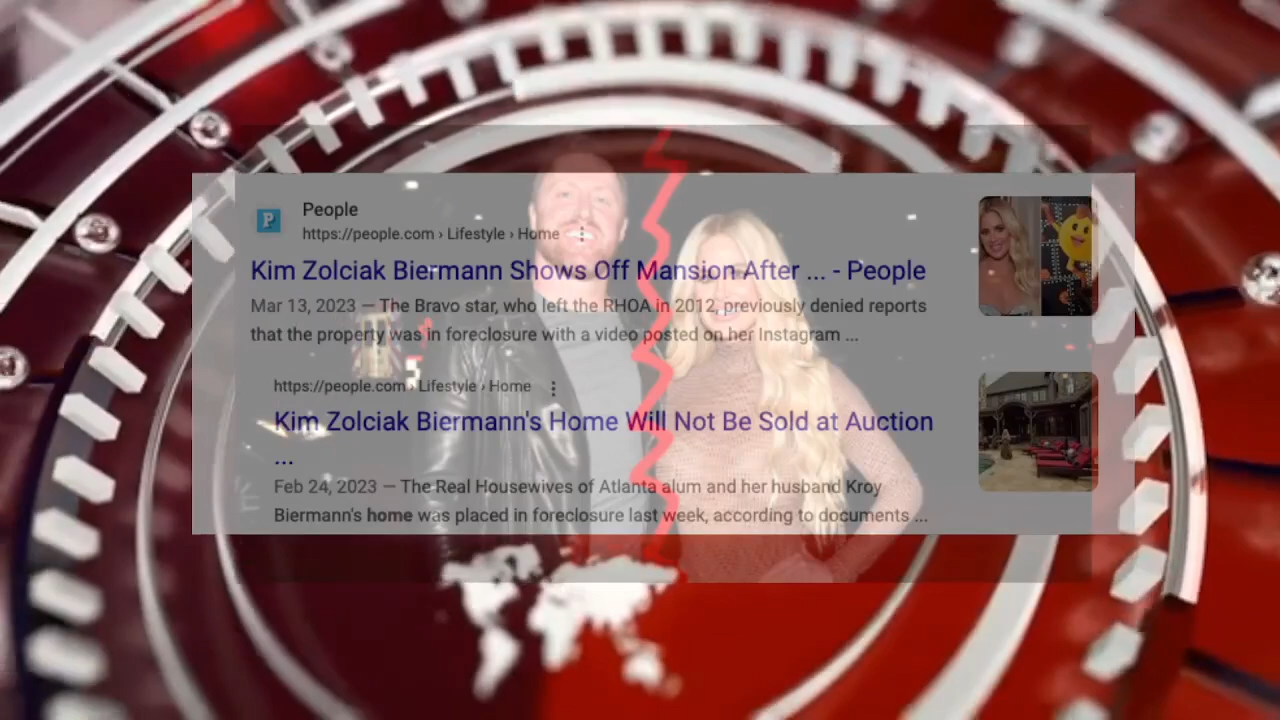 People
https://people.com › Lifestyle › Home
Kim Zolciak Biermann Shows Off Mansion After ... - People
Mar 13, 2023 — The Bravo star, who left the RHOA in 2012, previously denied reports
that the property was in foreclosure with a video posted on her Instagram ...
https://people.com › Lifestyle › Home
Kim Zolciak Biermann's Home Will Not Be Sold at Auction
...
Feb 24, 2023 — The Real Housewives of Atlanta alum and her husband Kroy
Biermann's home was placed in foreclosure last week, according to documents ...